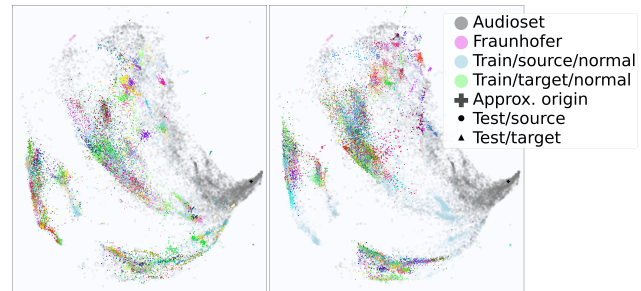 Audioset
Fraunhofer
Train/source/normal
Train/target/normal
Approx. origin
Test/source
Test/target